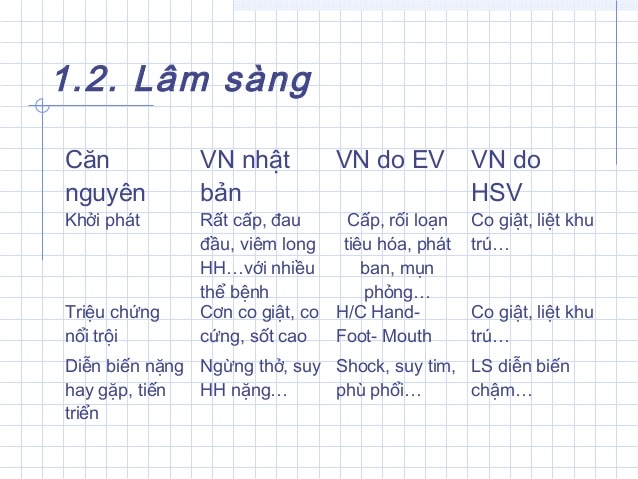 1.2. Lâm sàng
Căn nguyên
VN nhật bản
VN do EV
VN do HSV
Khởi phát
Rất cấp, đau
đầu, viêm long
HH…với nhiều
thể bệnh
Cấp, rối loạn
tiêu hóa, phát
ban, mụn
phỏng…
Co giật, liệt khu
trú…
Triệu chứng
nổi trội
Cơn co giật, co
cứng, sốt cao
H/C Hand-
Foot- Mouth
Co giật, liệt khu
trú…
Diễn biến nặng
hay gặp, tiến
triển
Ngừng thở, suy
HH nặng…
Shock, suy tim,
phù phổi…
LS diễn biến
chậm…